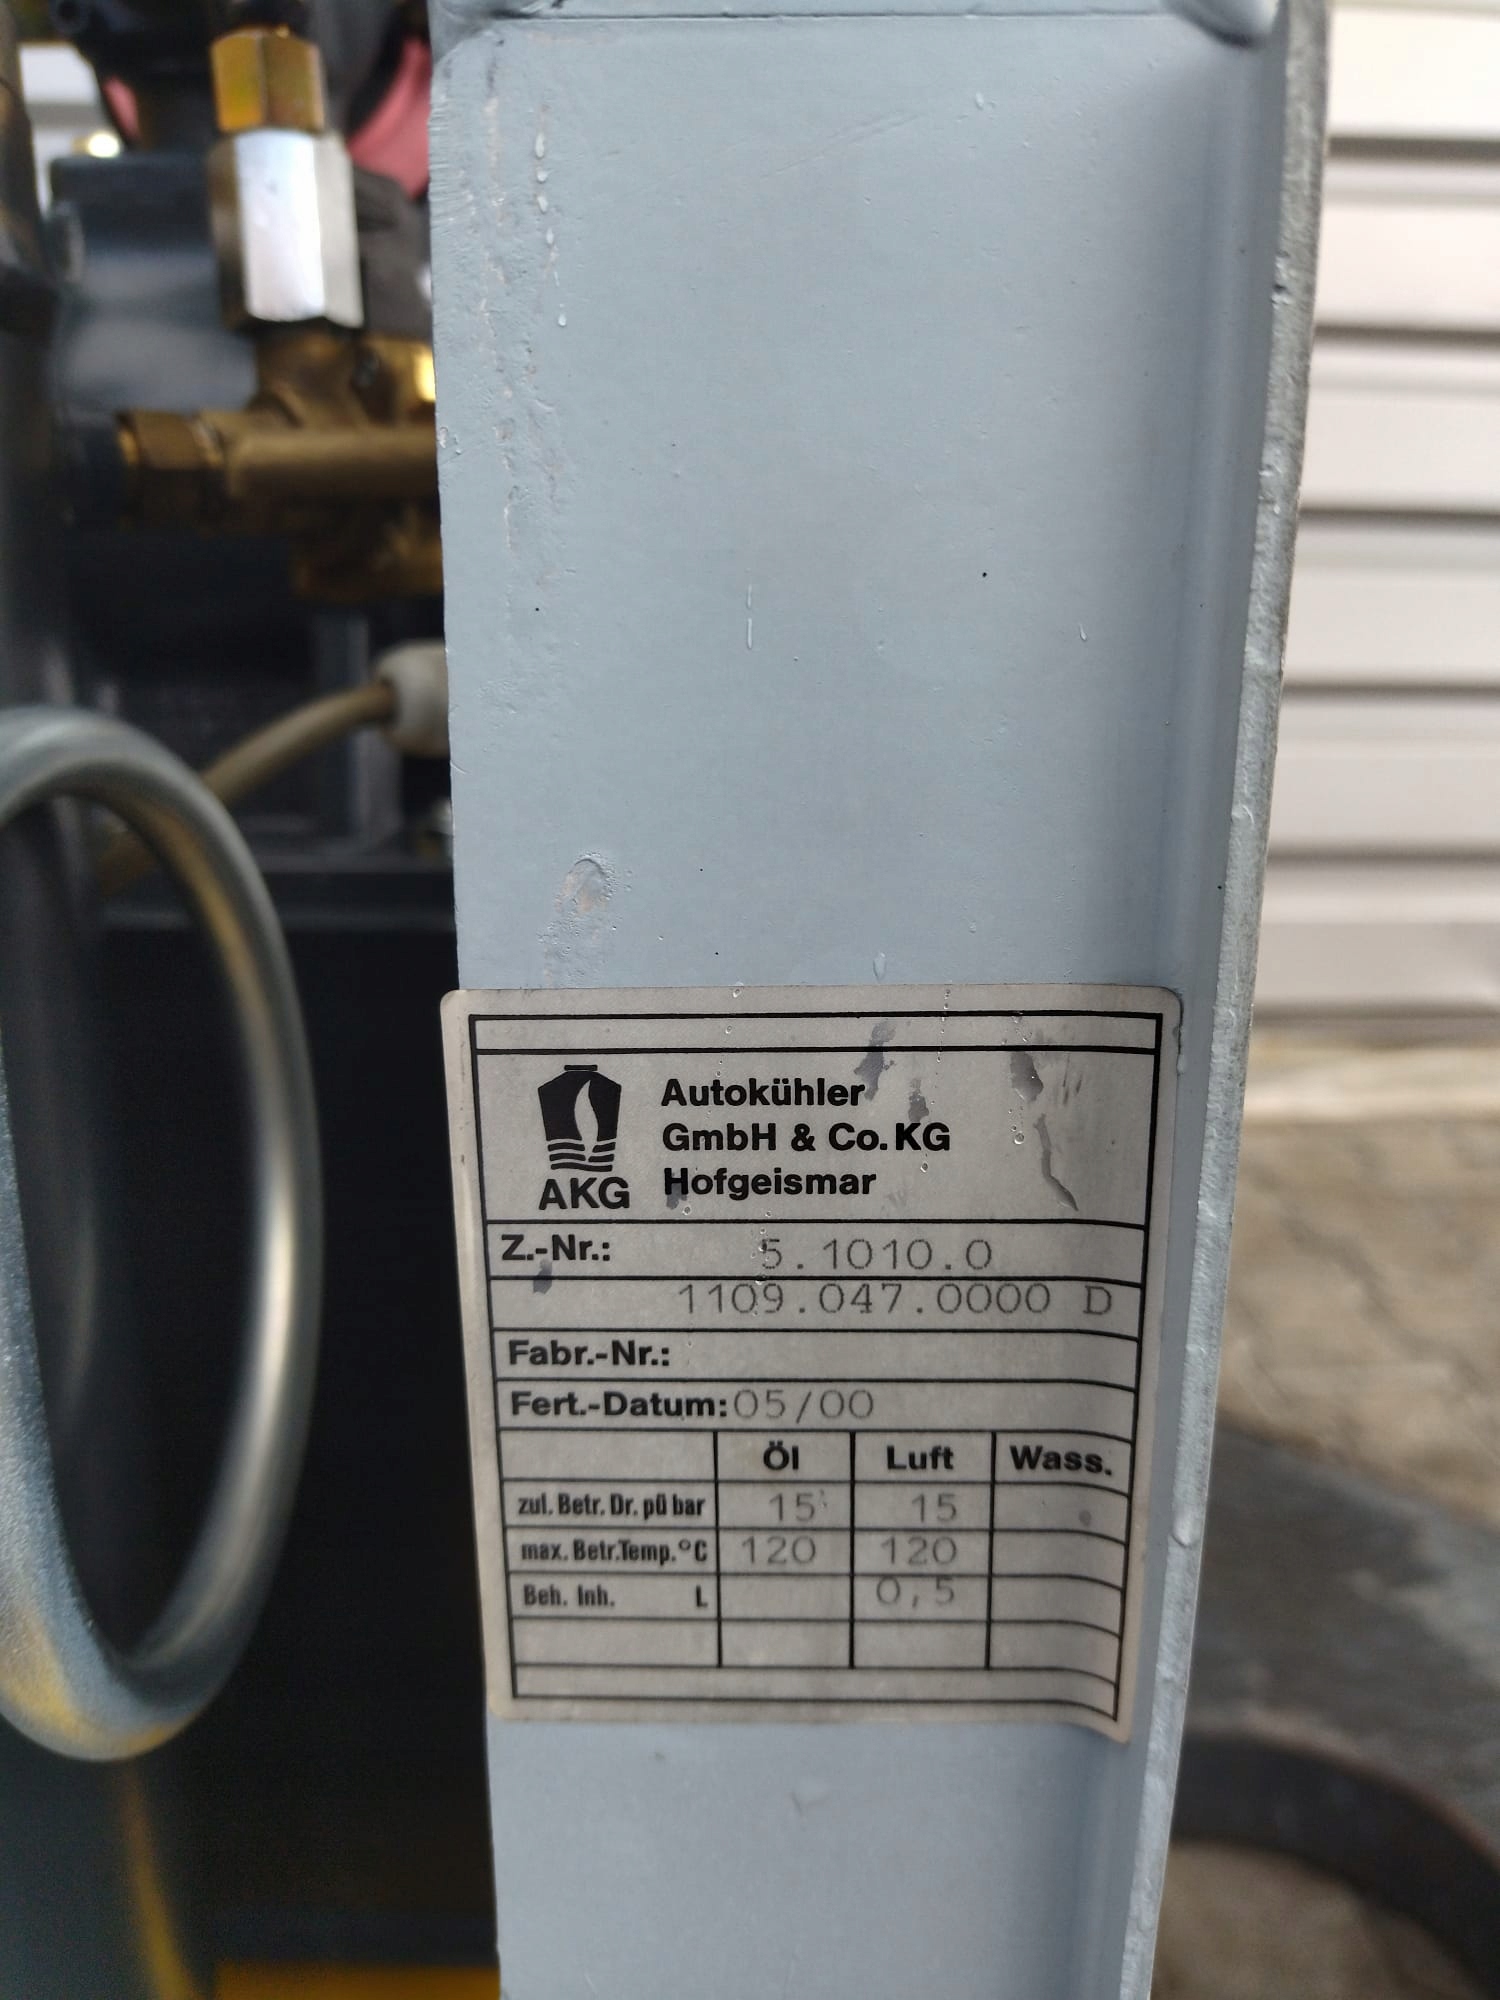 Autokühler
GmbH & Co. KG
AKG Hofgeismar
Z.-Nr.: 5.1010.0
1109.047.0000 D
Fabr.-Nr.:
Fert.-Datum: 05/00
Öl Luft Wass.
zul. Betr. Dr. pü bar 15 15
max. Betr. Temp. °C 120 120
Beh. Inh. L 0,5